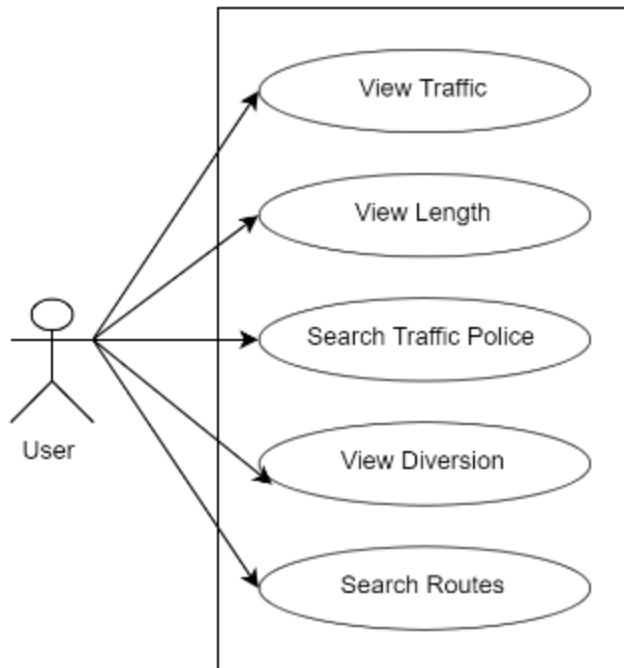 View Traffic
View Length
Search Traffic Police
User
View Diversion
Search Routes